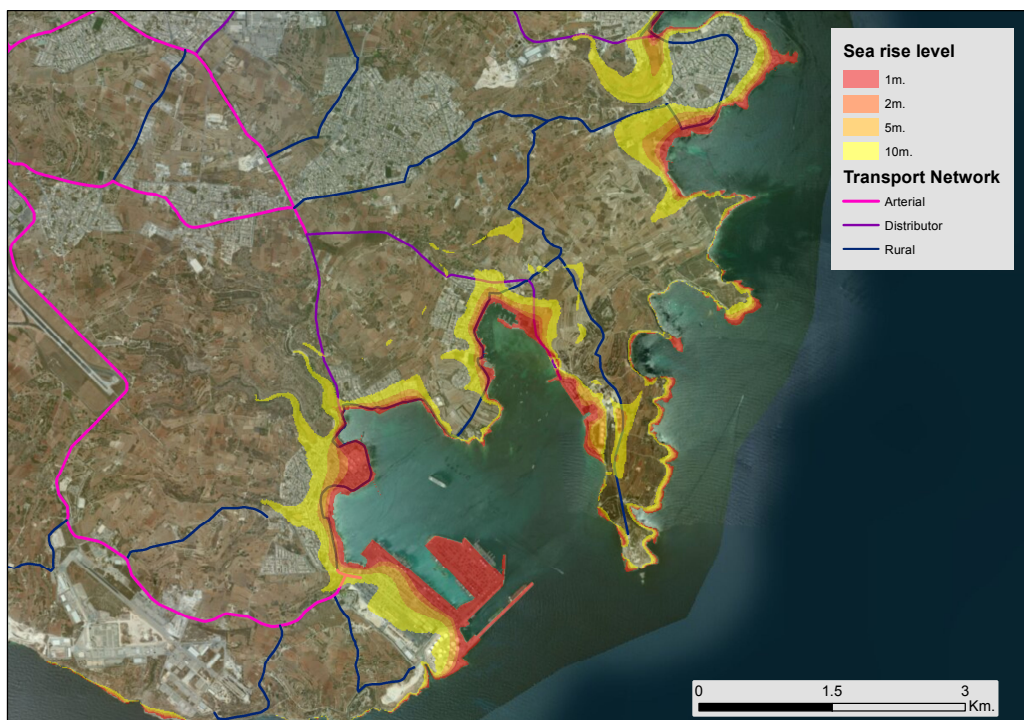 Sea rise level
1m.
2m.
5m.
10m.
Transport Network
Arterial
Distributor
Rural
0 1.5 3
Km.